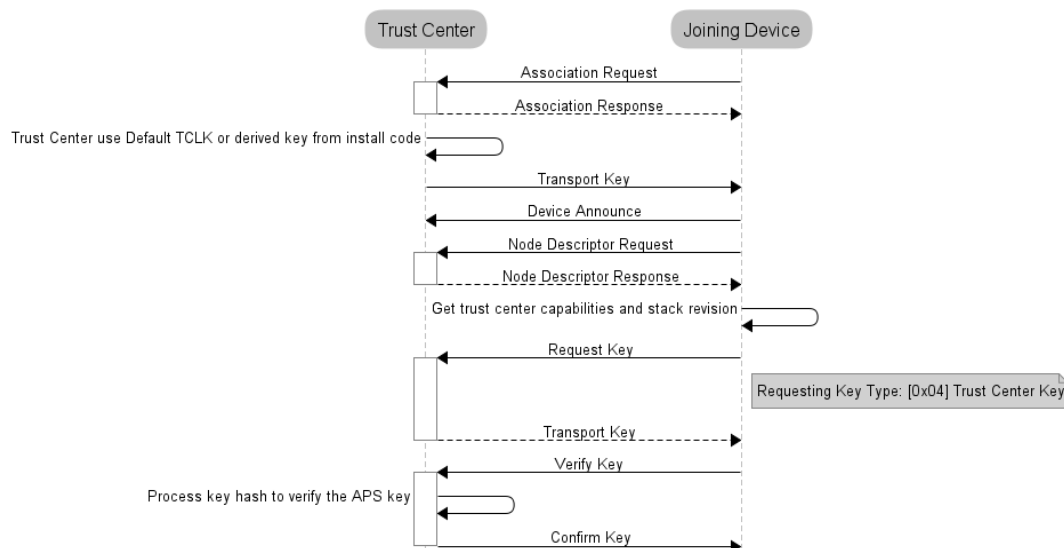 Trust Center
Joining Device
Association Request
Association Response
Trust Center use Default TCLK or derived key from install code
Transport Key
Device Announce
Node Descriptor Request
Node Descriptor Response
Get trust center capabilities and stack revision
Request Key
Requesting Key Type: [0x04] Trust Center Key
Transport Key
Verify Key
Process key hash to verify the APS key
Confirm Key